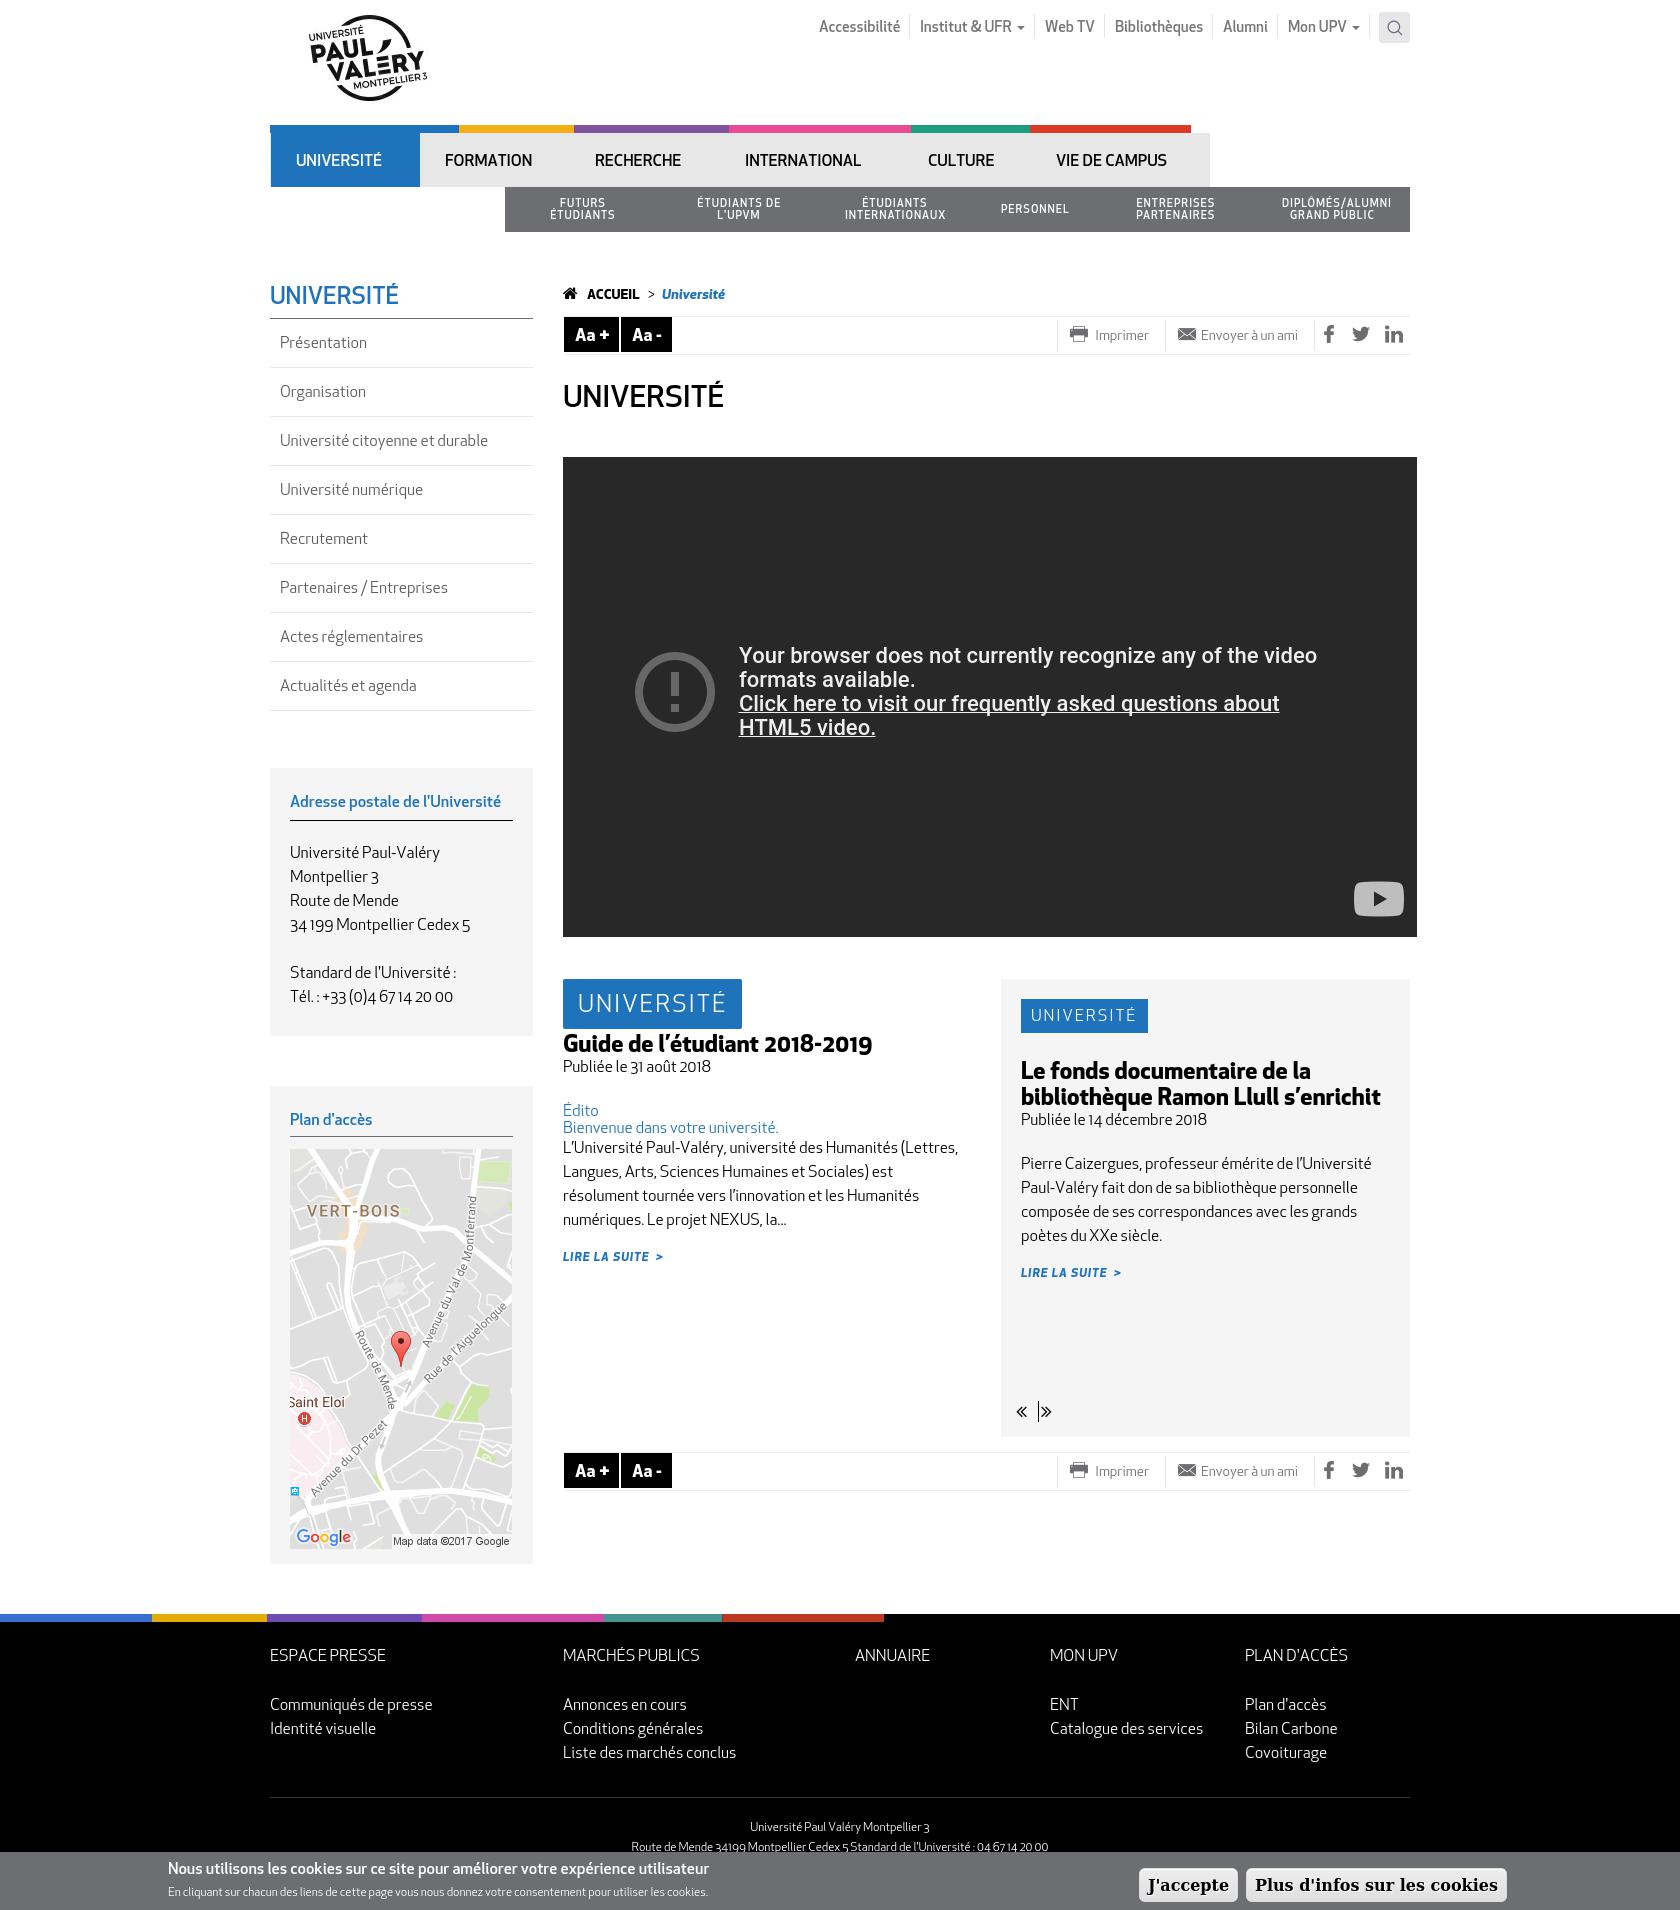 UNIVERSITÉ
PAUL
VALÉRY
MONTPELLIER 3
Accessibilité
Institut & UFR
Web TV
Bibliothèques
Alumni
Mon UPV
UNIVERSITÉ
FORMATION
RECHERCHE
INTERNATIONAL
CULTURE
VIE DE CAMPUS
FUTURS
ÉTUDIANTS
ÉTUDIANTS DE
L'UPVM
ÉTUDIANTS
INTERNATIONAUX
PERSONNEL
ENTREPRISES
PARTENAIRES
DIPLÔMÉS/ALUMNI
GRAND PUBLIC
UNIVERSITÉ
Présentation
Organisation
Université citoyenne et durable
Université numérique
Recrutement
Partenaires / Entreprises
Actes réglementaires
Actualités et agenda
Adresse postale de l'Université
Université Paul-Valéry
Montpellier 3
Route de Mende
34 199 Montpellier Cedex 5
Standard de l'Université :
Tél. : +33 (0)4 67 14 20 00
Plan d'accès
VERT-BOIS
Avenue du Val de Montferrand
Rue de l'Aiguelongue
Route de Mende
Saint Eloi
H
Avenue du Dr Pezet
Google
Map data ©2017 Google
ACCUEIL > Université
Aa + Aa -
Imprimer
Envoyer à un ami
UNIVERSITÉ
Your browser does not currently recognize any of the video
formats available.
Click here to visit our frequently asked questions about
HTML5 video.
UNIVERSITÉ
Guide de l’étudiant 2018-2019
Publiée le 31 août 2018
Édito
Bienvenue dans votre université.
L’Université Paul-Valéry, université des Humanités (Lettres,
Langues, Arts, Sciences Humaines et Sociales) est
résolument tournée vers l’innovation et les Humanités
numériques. Le projet NEXUS, la...
LIRE LA SUITE >
UNIVERSITÉ
Le fonds documentaire de la
bibliothèque Ramon Llull s’enrichit
Publiée le 14 décembre 2018
Pierre Caizergues, professeur émérite de l’Université
Paul-Valéry fait don de sa bibliothèque personnelle
composée de ses correspondances avec les grands
poètes du XXe siècle.
LIRE LA SUITE >
« | »
Aa + Aa -
Imprimer
Envoyer à un ami
ESPACE PRESSE
Communiqués de presse
Identité visuelle
MARCHÉS PUBLICS
Annonces en cours
Conditions générales
Liste des marchés conclus
ANNUAIRE
MON UPV
ENT
Catalogue des services
PLAN D'ACCÈS
Plan d'accès
Bilan Carbone
Covoiturage
Université Paul Valéry Montpellier 3
Route de Mende 34199 Montpellier Cedex 5 Standard de l'Université : 04 67 14 20 00
Nous utilisons les cookies sur ce site pour améliorer votre expérience utilisateur
En cliquant sur chacun des liens de cette page vous nous donnez votre consentement pour utiliser les cookies.
J'accepte
Plus d'infos sur les cookies